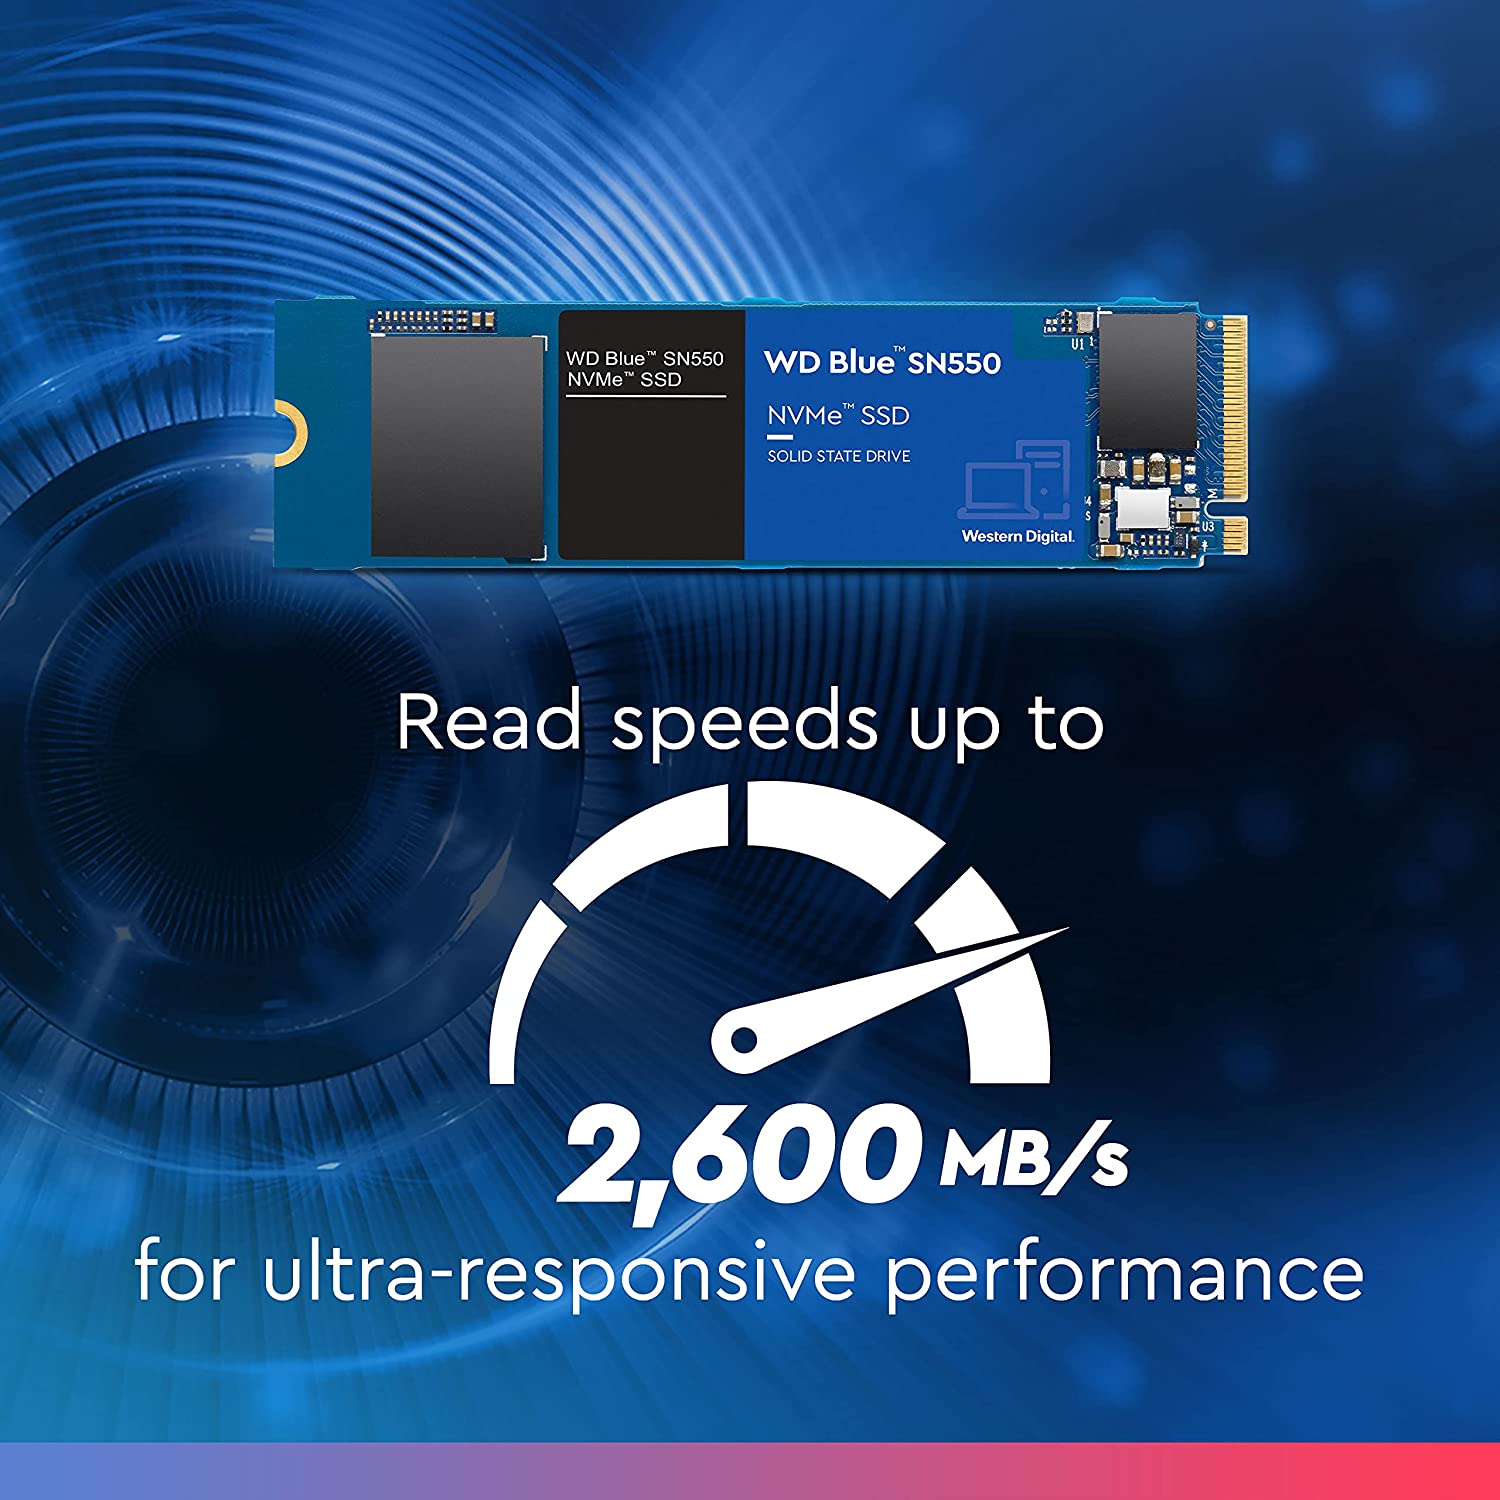 WD Blue™ SN550
NVMe™ SSD
WD Blue™ SN550
NVMe™ SSD
SOLID STATE DRIVE
Western Digital.
U1
1
U3
M
S
Read speeds up to
2,600 MB/s
for ultra-responsive performance